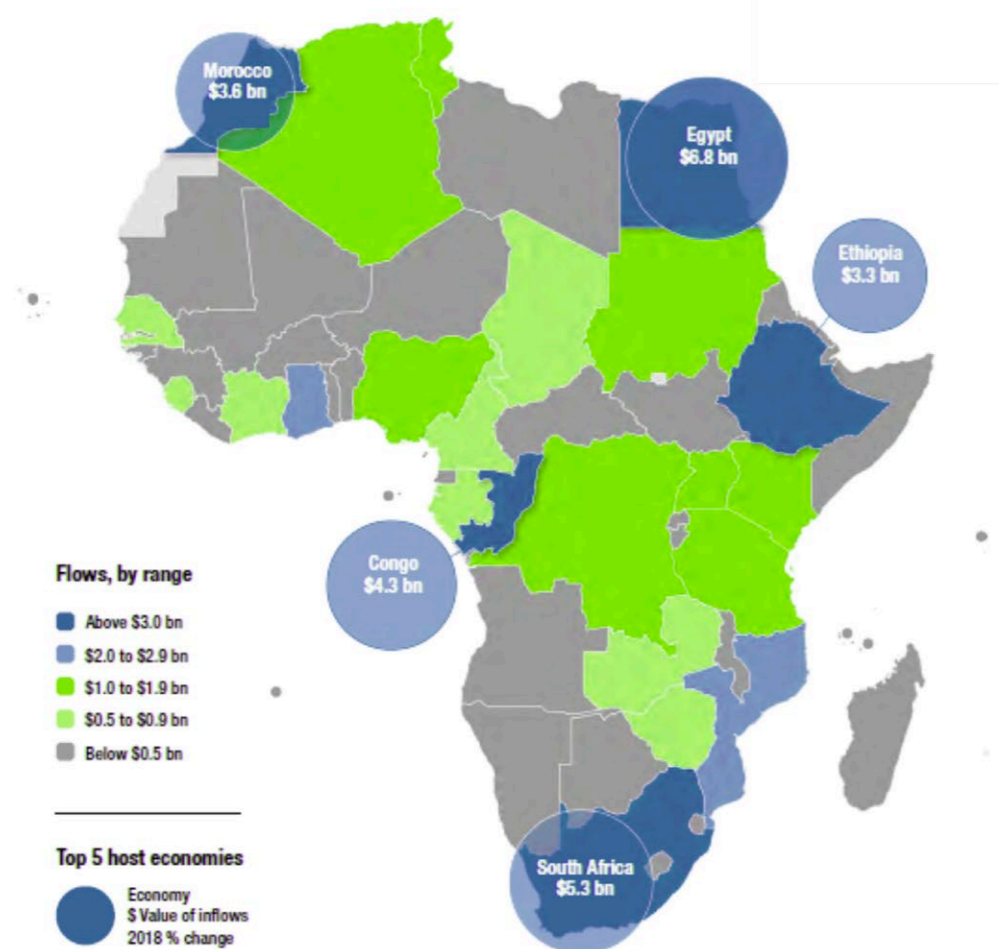 Morocco
$3.6 bn
Egypt
$6.8 bn
Ethiopia
$3.3 bn
Congo
$4.3 bn
Flows, by range
Above $3.0 bn
$2.0 to $2.9 bn
$1.0 to $1.9 bn
$0.5 to $0.9 bn
Below $0.5 bn
South Africa
$5.3 bn
Top 5 host economies
Economy
$ Value of inflows
2018 % change